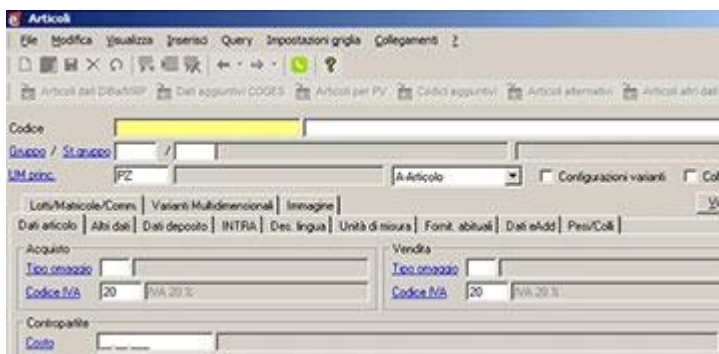 Articoli
File Modifica Visualizza Inserisci Query Impostazioni griglia Collegamenti ?
Articoli dati DiBa/MRP Dati aggiuntivi COGES Articoli per PV Codici aggiuntivi Articoli alternativi Articoli altri dati
Codice
Gruppo / St.gruppo /
UM princ. PZ A-Articolo Configurazioni varianti Col
Lotti/Matricole/Comm. Varianti Multidimensionali Immagine
Dati articolo Altri dati Dati deposito INTRA Des. lingua Unità di misura Fornit. abituali Dati eAdd Pesi/Colli
Acquisto Vendita
Tipo omaggio Tipo omaggio
Codice IVA 20 IVA 20 % Codice IVA 20 IVA 20 %
Contropartite
Costo